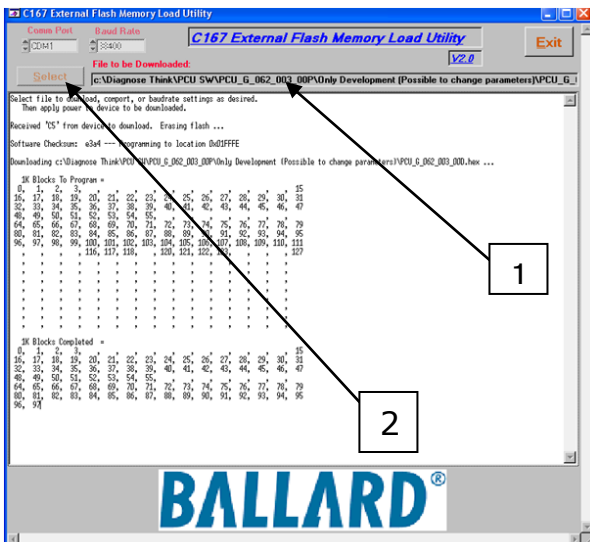 C167 External Flash Memory Load Utility
Comm Port Baud Rate
COM1 38400
C167 External Flash Memory Load Utility
V2.0
Exit
File to be Downloaded:
Select
c:\Diagnose Think\PCU SW\PCU_G_062_003_00P\Only Development (Possible to change parameters)\PCU_G_
Select file to download, comport, or baudrate settings as desired.
Then apply power to device to be downloaded.
Received "C5" from device to download. Erasing flash ...
Software Checksum: e3a4 --- Programming to location 0x01FFFE
Downloading c:\Diagnose Think\PCU SW\PCU_G_062_003_00P\Only Development (Possible to change parameters)\PCU_G_062_003_00D.hex ...
1K Blocks To Program =
0, 1, 2, 3, , , , , , , , , , , , 15
16, 17, 18, 19, 20, 21, 22, 23, 24, 25, 26, 27, 28, 29, 30, 31
32, 33, 34, 35, 36, 37, 38, 39, 40, 41, 42, 43, 44, 45, 46, 47
48, 49, 50, 51, 52, 53, 54, 55, , , , , , , ,
64, 65, 66, 67, 68, 69, 70, 71, 72, 73, 74, 75, 76, 77, 78, 79
80, 81, 82, 83, 84, 85, 86, 87, 88, 89, 90, 91, 92, 93, 94, 95
96, 97, 98, 99, 100, 101, 102, 103, 104, 105, 106, 107, 108, 109, 110, 111
, , , , 116, 117, 118, , 120, 121, 122, 123, , , , 127
1K Blocks Completed =
0, 1, 2, 3, , , , , , , , , , , , 15
16, 17, 18, 19, 20, 21, 22, 23, 24, 25, 26, 27, 28, 29, 30, 31
32, 33, 34, 35, 36, 37, 38, 39, 40, 41, 42, 43, 44, 45, 46, 47
48, 49, 50, 51, 52, 53, 54, 55, , , , , , , ,
64, 65, 66, 67, 68, 69, 70, 71, 72, 73, 74, 75, 76, 77, 78, 79
80, 81, 82, 83, 84, 85, 86, 87, 88, 89, 90, 91, 92, 93, 94, 95
96, 97
1
2
BALLARD®